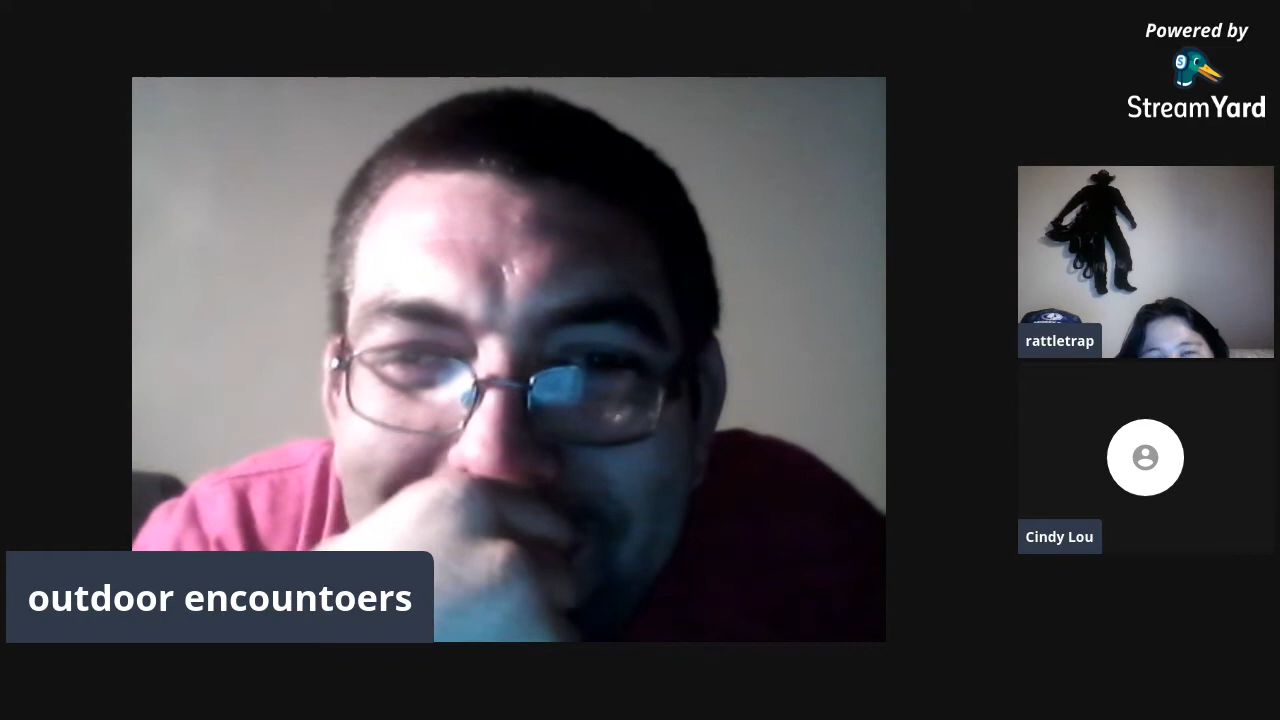 Powered by
StreamYard
rattletrap
Cindy Lou
outdoor encountoers